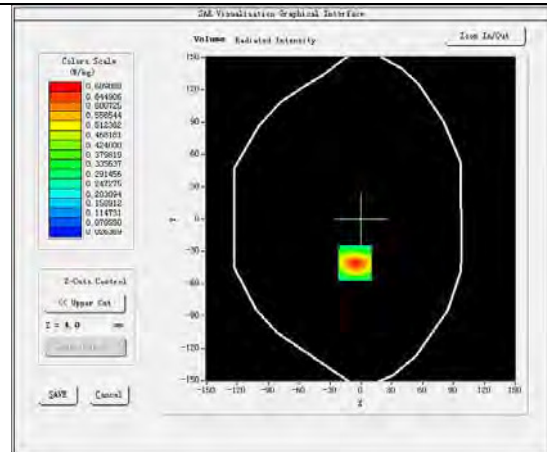 SAR Visualisation Graphical Interface
Volume Radiated Intensity
Zoom In/Out
Colors Scale
(W/kg)
0.644906
0.600725
0.556544
0.512362
0.468181
0.424000
0.379819
0.335637
0.291456
0.247275
0.203094
0.158912
0.114731
0.070550
0.026369
Z-Cuts Control
<< Upper Cut
Z = 4.0 mm
SAVE
Cancel
150
120
90
60
30
0
-30
-60
-90
-120
-150
Y
-150 -120 -90 -60 -30 0 30 60 90 120 150
X